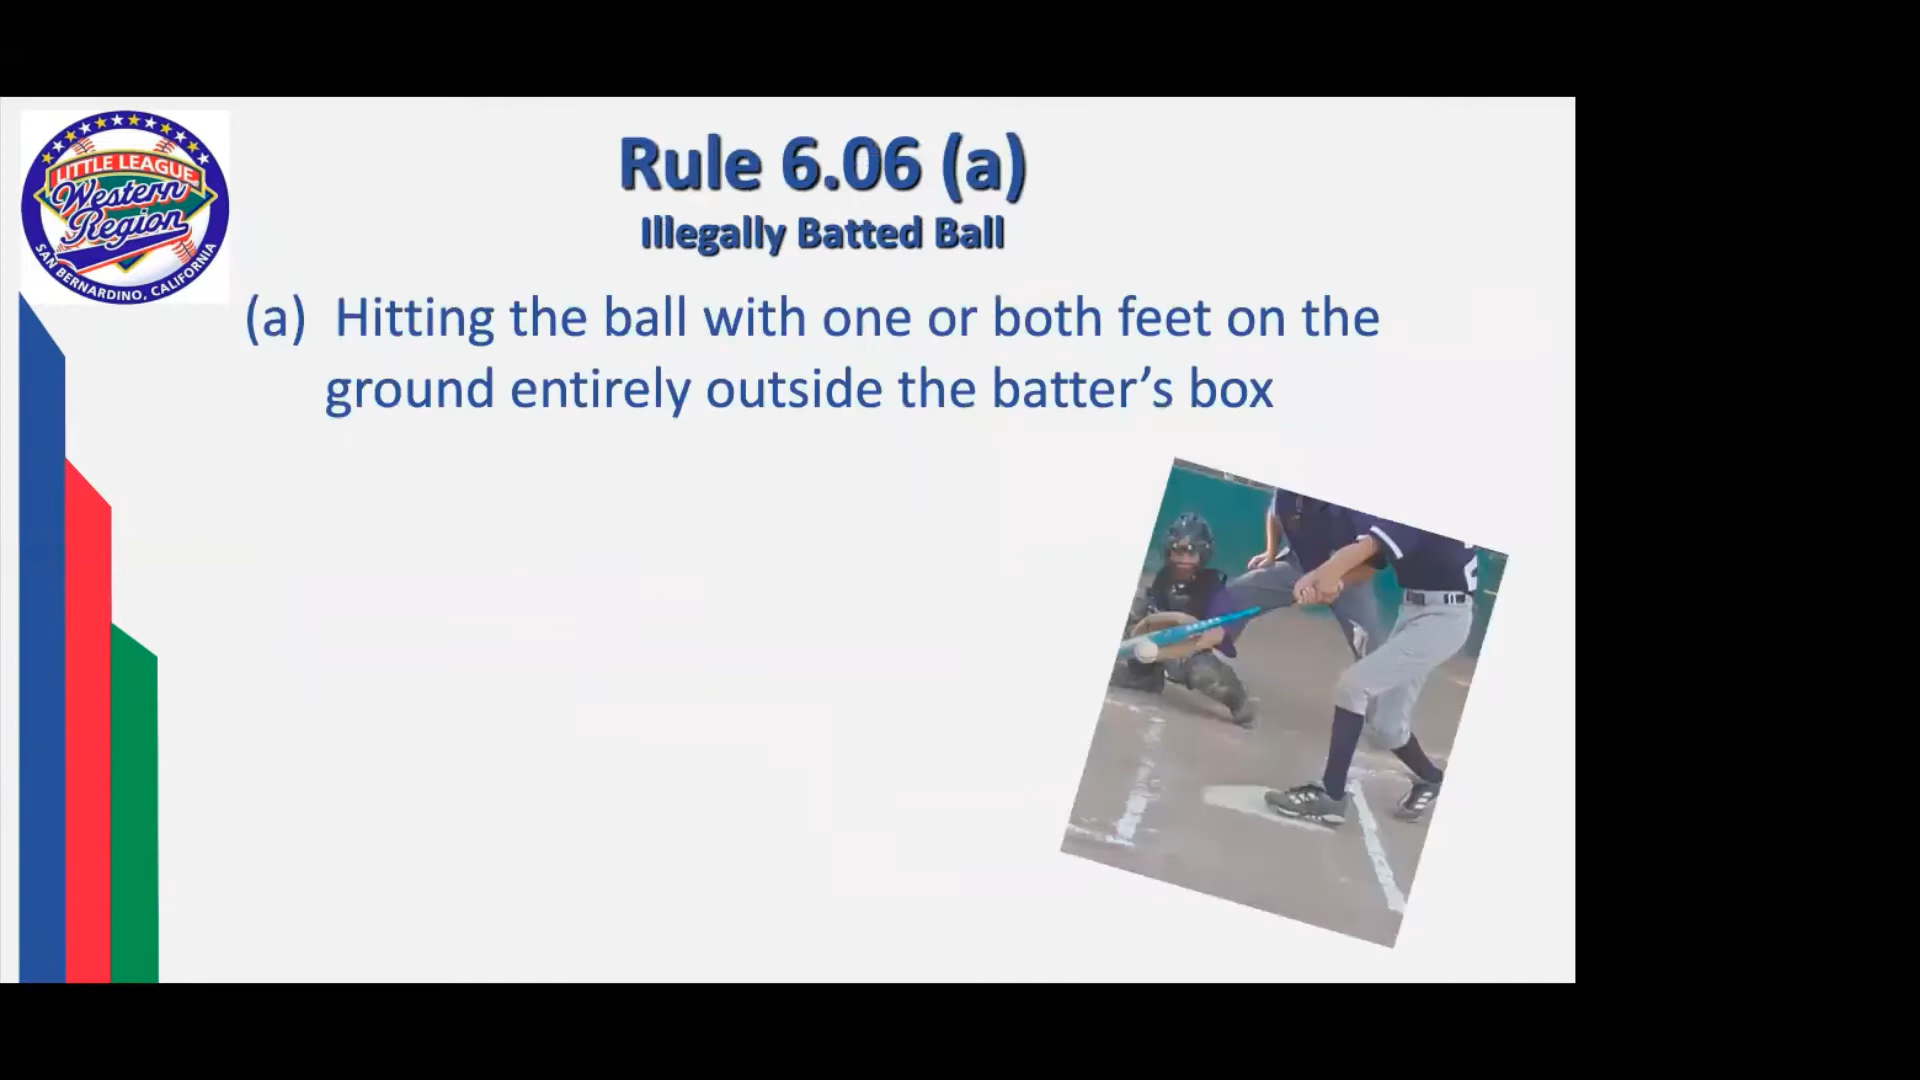 LITTLE LEAGUE
Western
Region
SAN BERNARDINO, CALIFORNIA
Rule 6.06 (a)
Illegally Batted Ball
(a) Hitting the ball with one or both feet on the
ground entirely outside the batter’s box